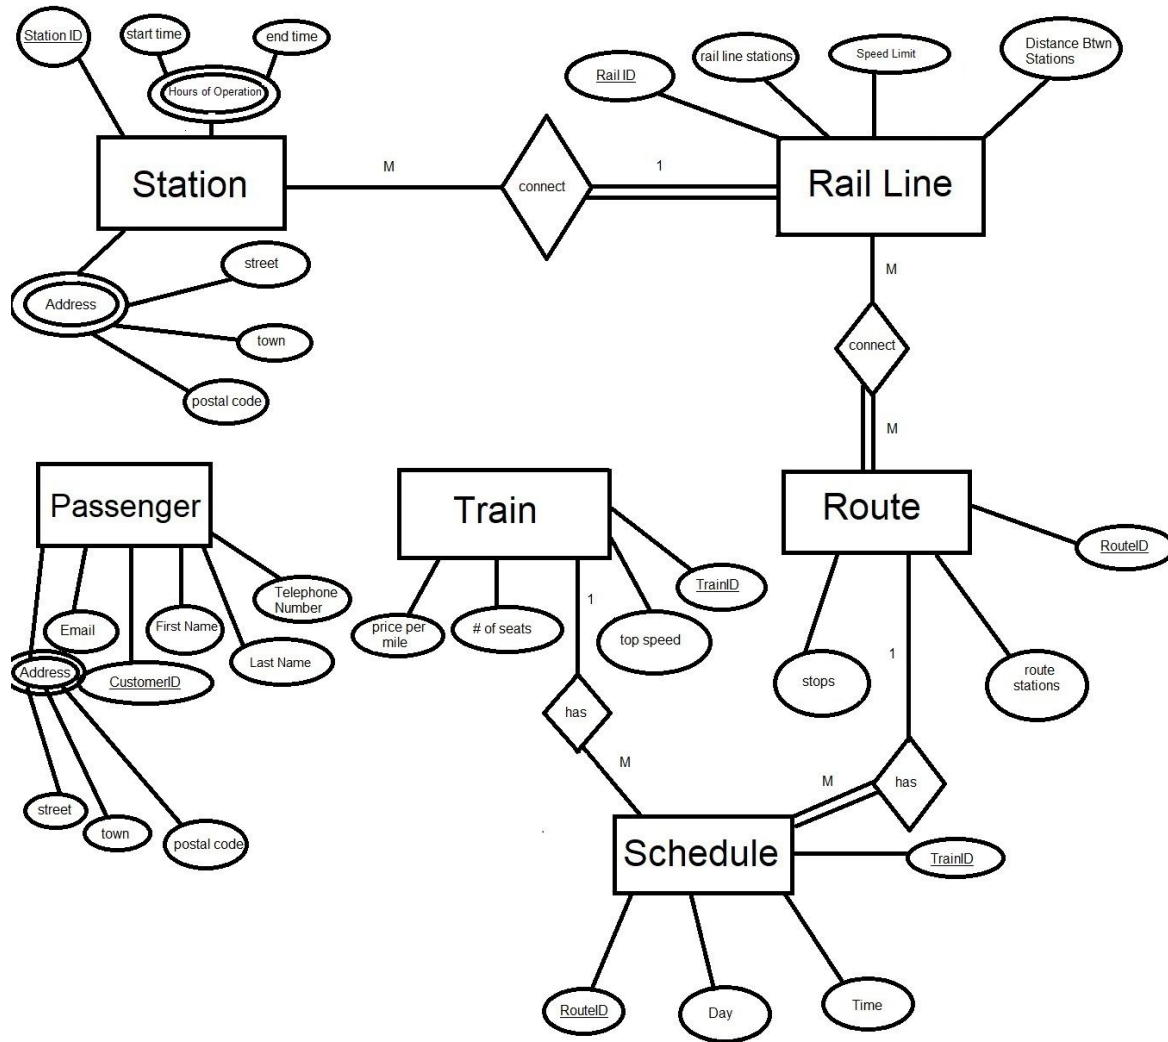 Station ID
start time
end time
Hours of Operation
Station
Address
street
town
postal code
M
connect
1
Rail ID
rail line stations
Speed Limit
Distance Btwn
Stations
Rail Line
M
connect
M
Passenger
Email
First Name
Telephone
Number
Last Name
Address
CustomerID
street
town
postal code
Train
price per
mile
# of seats
1
top speed
TrainID
has
M
Route
RouteID
stops
1
route
stations
M
has
Schedule
TrainID
RouteID
Day
Time